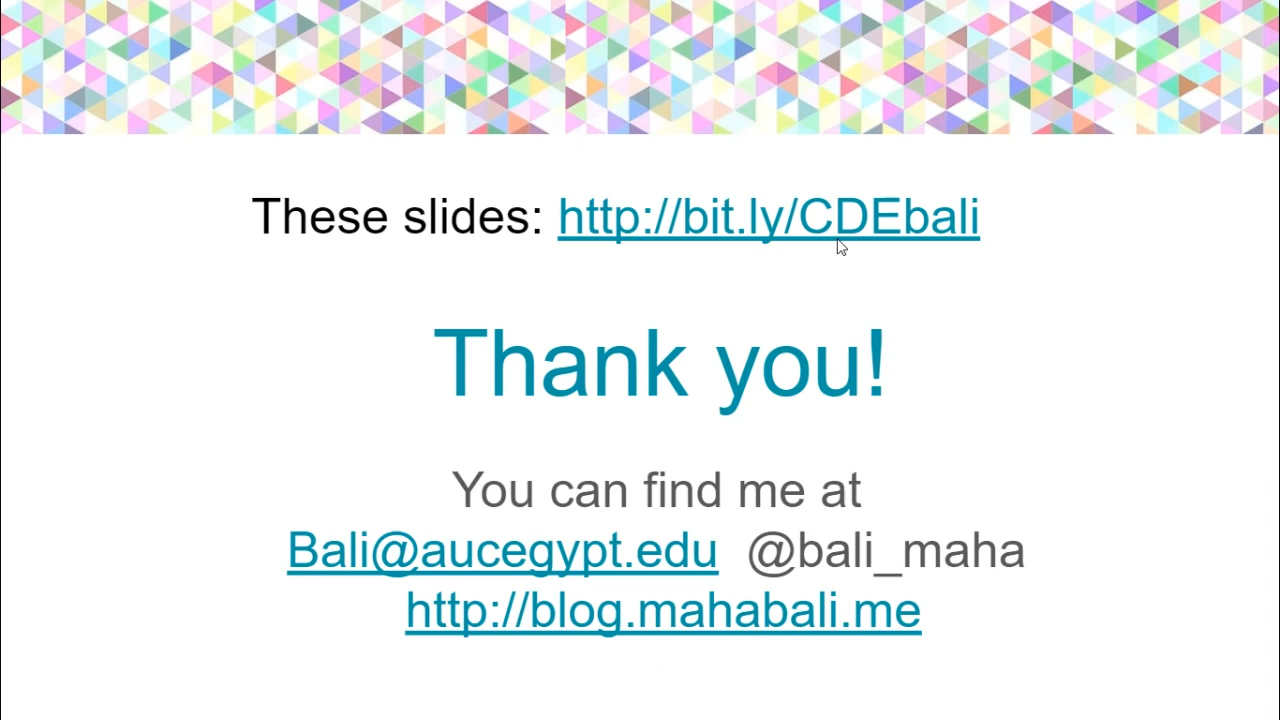 These slides: http://bit.ly/CDEbali
Thank you!
You can find me at
Bali@aucegypt.edu @bali_maha
http://blog.mahabali.me